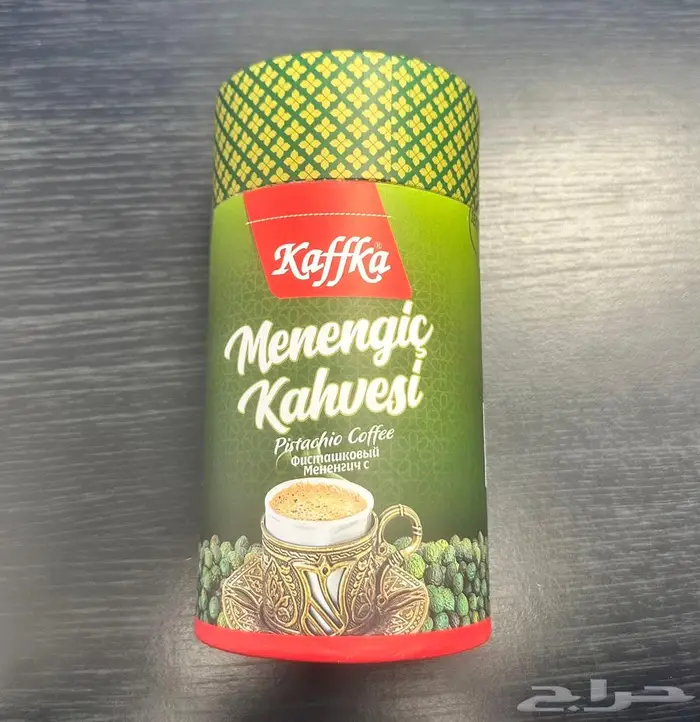 Kaffka®
Menengiç
Kahvesi
Pistachio Coffee
Фисташковый
Мененгич с
حراج